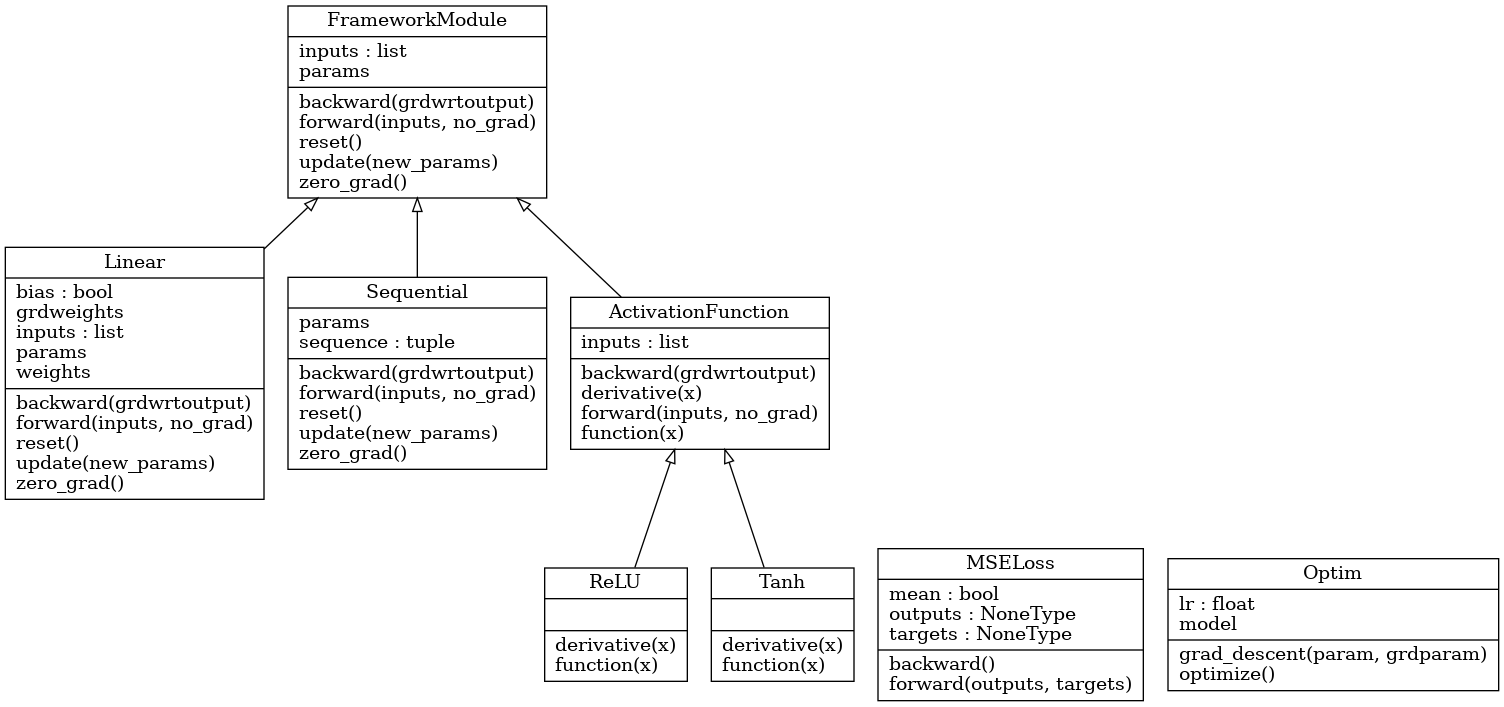 FrameworkModule
inputs : list
params
backward(grdwrtoutput)
forward(inputs, no_grad)
reset()
update(new_params)
zero_grad()
Linear
bias : bool
grdweights
inputs : list
params
weights
backward(grdwrtoutput)
forward(inputs, no_grad)
reset()
update(new_params)
zero_grad()
Sequential
params
sequence : tuple
backward(grdwrtoutput)
forward(inputs, no_grad)
reset()
update(new_params)
zero_grad()
ActivationFunction
inputs : list
backward(grdwrtoutput)
derivative(x)
forward(inputs, no_grad)
function(x)
ReLU
derivative(x)
function(x)
Tanh
derivative(x)
function(x)
MSELoss
mean : bool
outputs : NoneType
targets : NoneType
backward()
forward(outputs, targets)
Optim
lr : float
model
grad_descent(param, grdparam)
optimize()